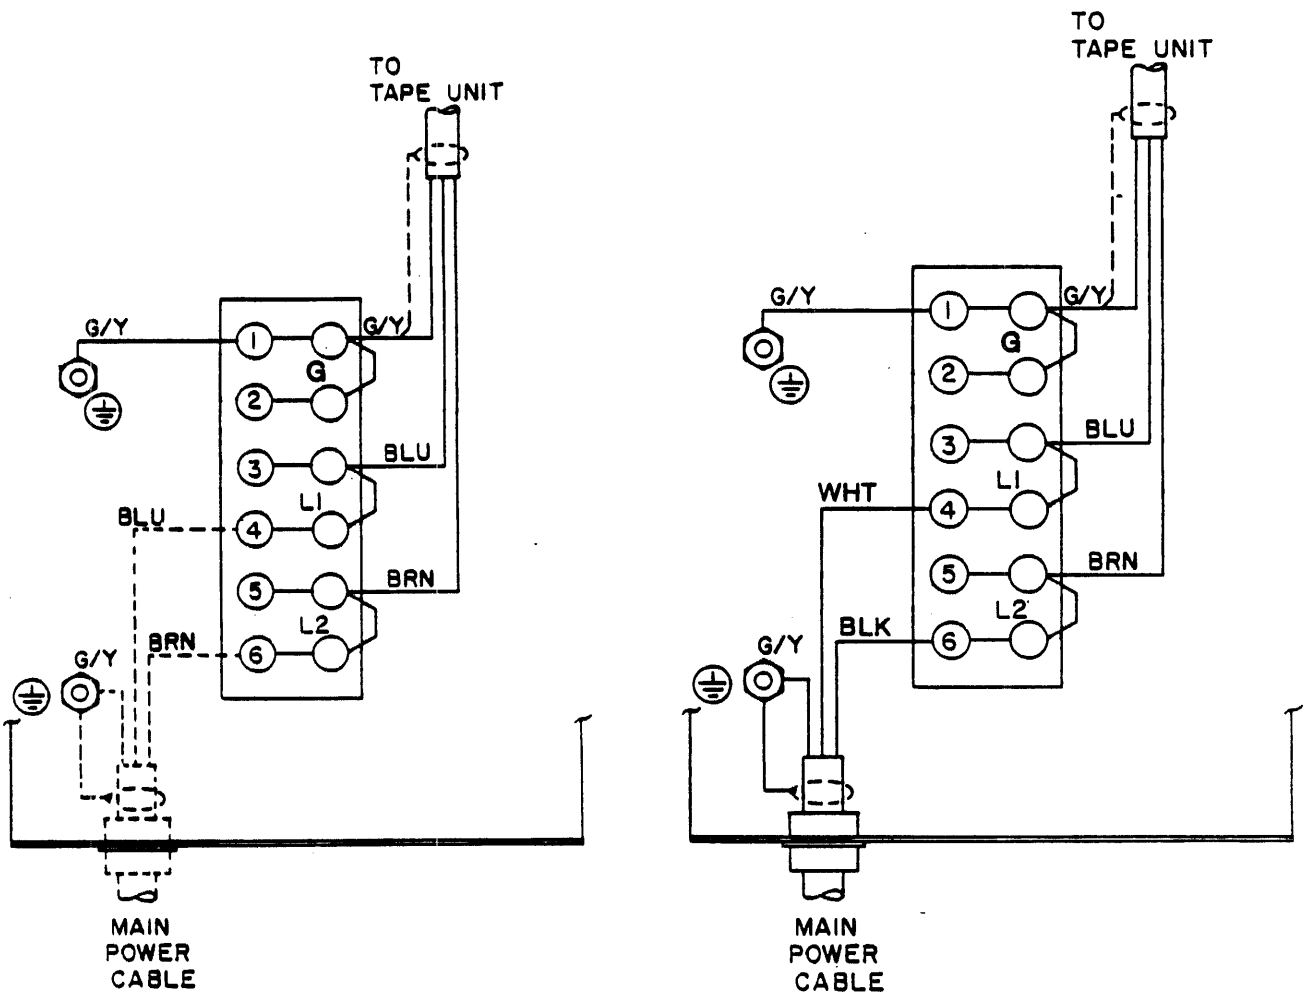 TO
TAPE UNIT
G/Y
1
G/Y
G
2
3
BLU
L1
BLU
4
5
BRN
L2
BRN
6
G/Y
MAIN
POWER
CABLE
TO
TAPE UNIT
G/Y
1
G/Y
G
2
3
BLU
L1
WHT
4
5
BRN
L2
BLK
6
G/Y
MAIN
POWER
CABLE